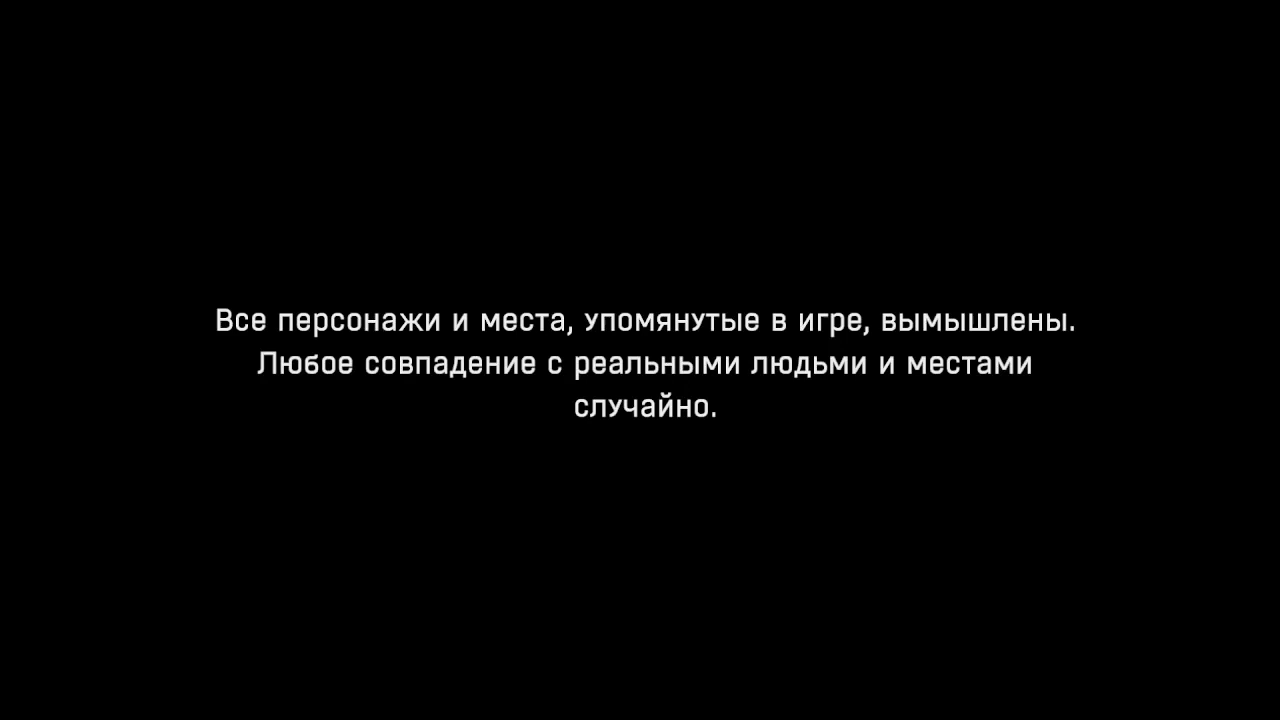 Все персонажи и места, упомянутые в игре, вымышлены.
Любое совпадение с реальными людьми и местами
случайно.